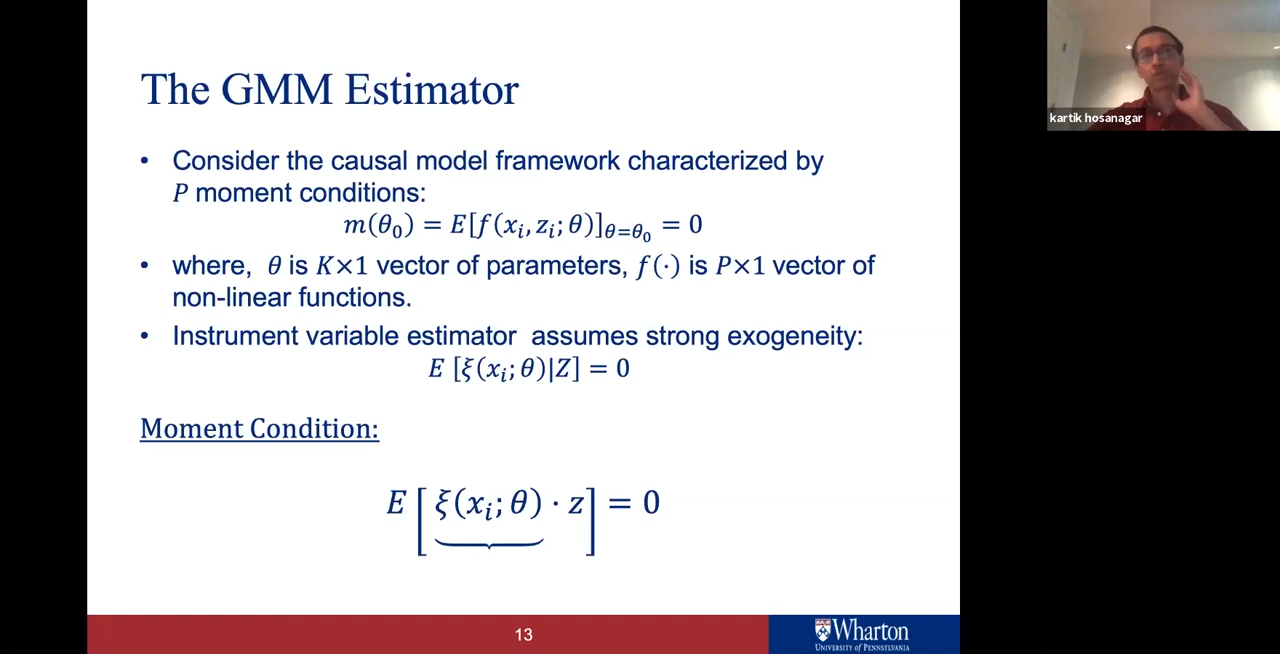 The GMM Estimator
• Consider the causal model framework characterized by
P moment conditions:
m(θ₀) = E[f(xᵢ, zᵢ; θ)]_{θ=θ₀} = 0
• where, θ is K×1 vector of parameters, f(·) is P×1 vector of
non-linear functions.
• Instrument variable estimator assumes strong exogeneity:
E [ξ(xᵢ; θ)|Z] = 0
Moment Condition:
E [ξ(xᵢ; θ) · z] = 0
13
Wharton
UNIVERSITY OF PENNSYLVANIA
kartik hosanagar